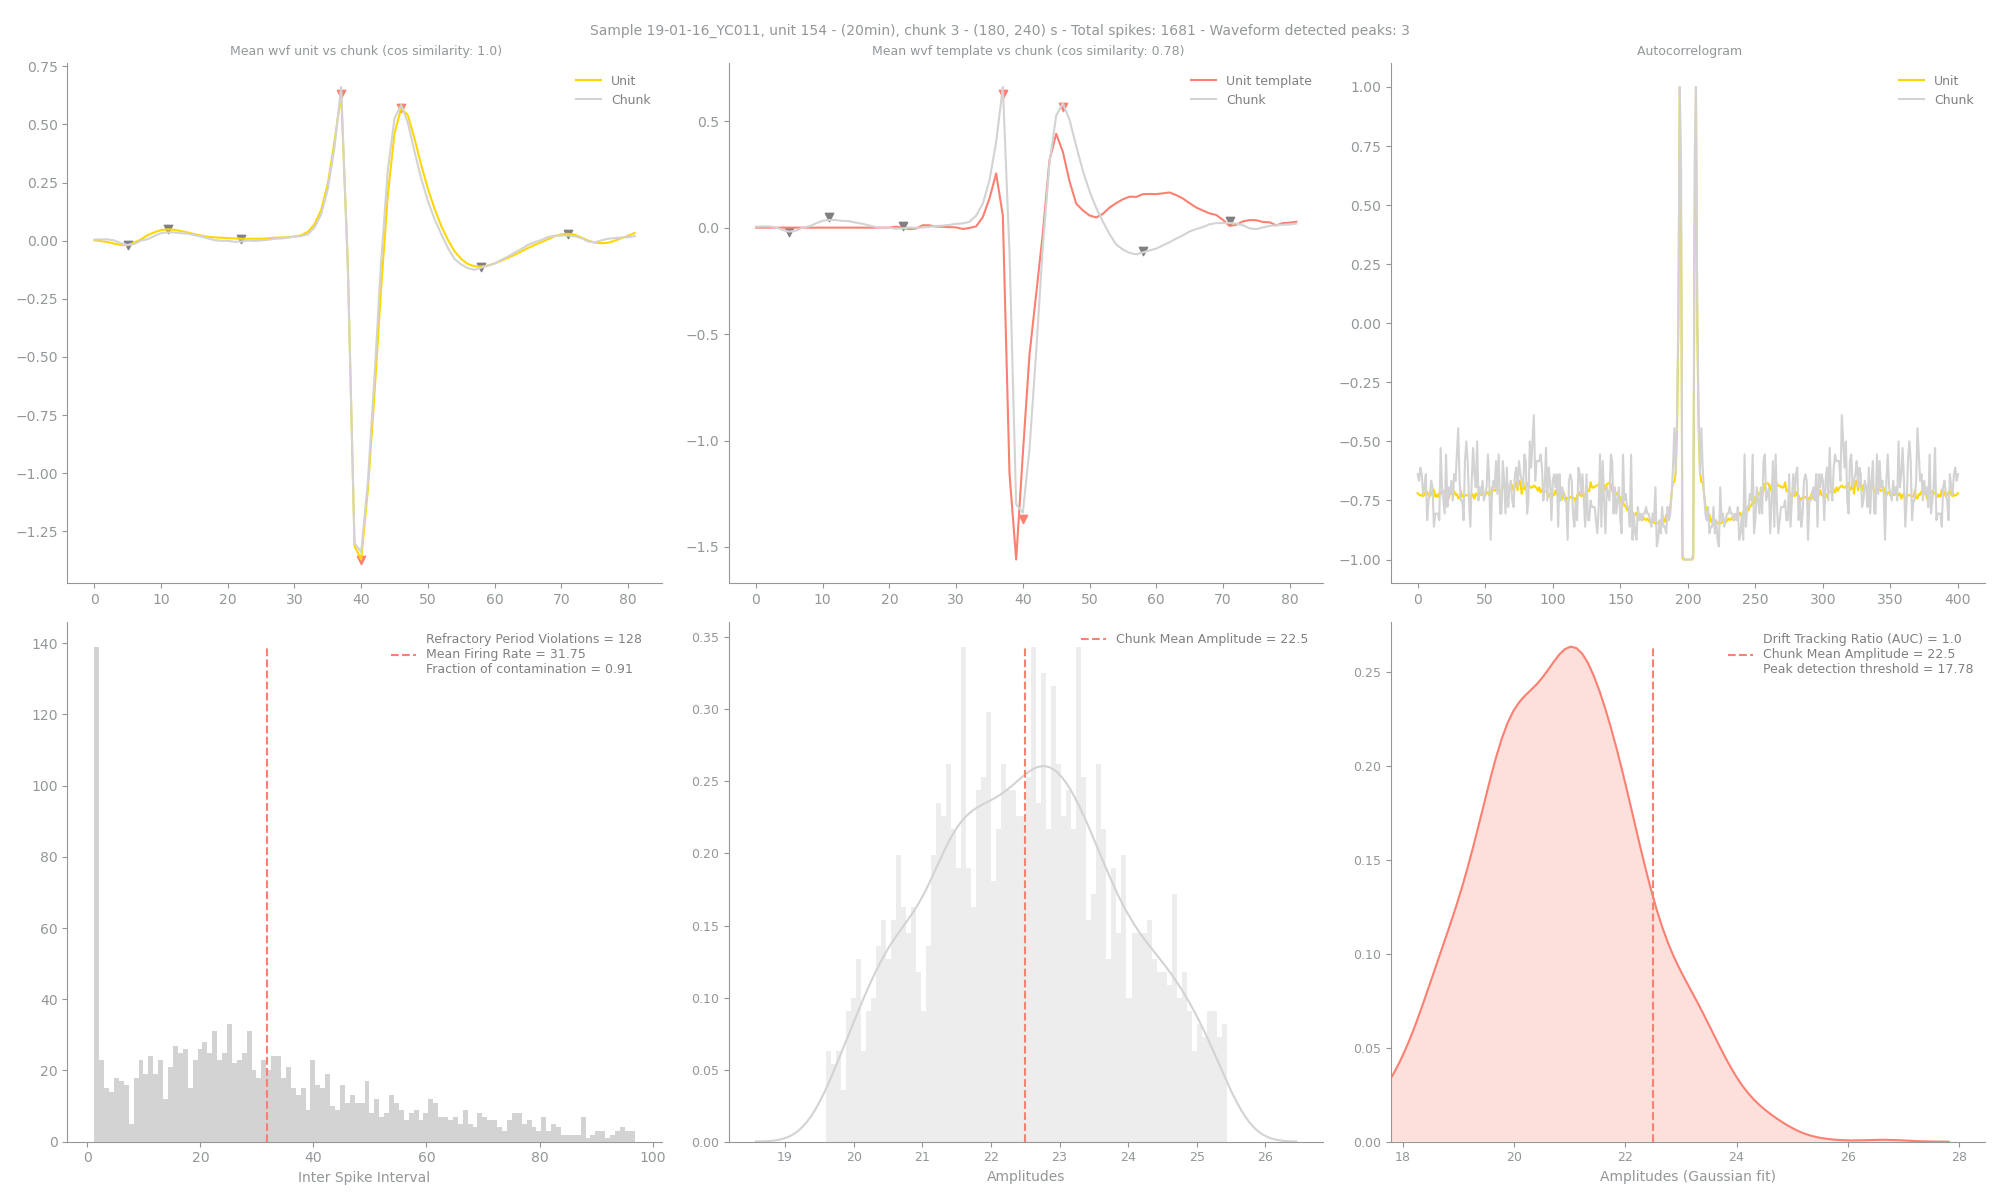 Sample 19-01-16_YC011, unit 154 - (20min), chunk 3 - (180, 240) s - Total spikes: 1681 - Waveform detected peaks: 3
Mean wvf unit vs chunk (cos similarity: 1.0)
Unit
Chunk
0.75
0.50
0.25
0.00
−0.25
−0.50
−0.75
−1.00
−1.25
0 10 20 30 40 50 60 70 80
Mean wvf template vs chunk (cos similarity: 0.78)
Unit template
Chunk
0.5
0.0
−0.5
−1.0
−1.5
0 10 20 30 40 50 60 70 80
Autocorrelogram
Unit
Chunk
1.00
0.75
0.50
0.25
0.00
−0.25
−0.50
−0.75
−1.00
0 50 100 150 200 250 300 350 400
Refractory Period Violations = 128
Mean Firing Rate = 31.75
Fraction of contamination = 0.91
140
120
100
80
60
40
20
0
0 20 40 60 80 100
Inter Spike Interval
Chunk Mean Amplitude = 22.5
0.35
0.30
0.25
0.20
0.15
0.10
0.05
0.00
19 20 21 22 23 24 25 26
Amplitudes
Drift Tracking Ratio (AUC) = 1.0
Chunk Mean Amplitude = 22.5
Peak detection threshold = 17.78
0.25
0.20
0.15
0.10
0.05
0.00
18 20 22 24 26 28
Amplitudes (Gaussian fit)